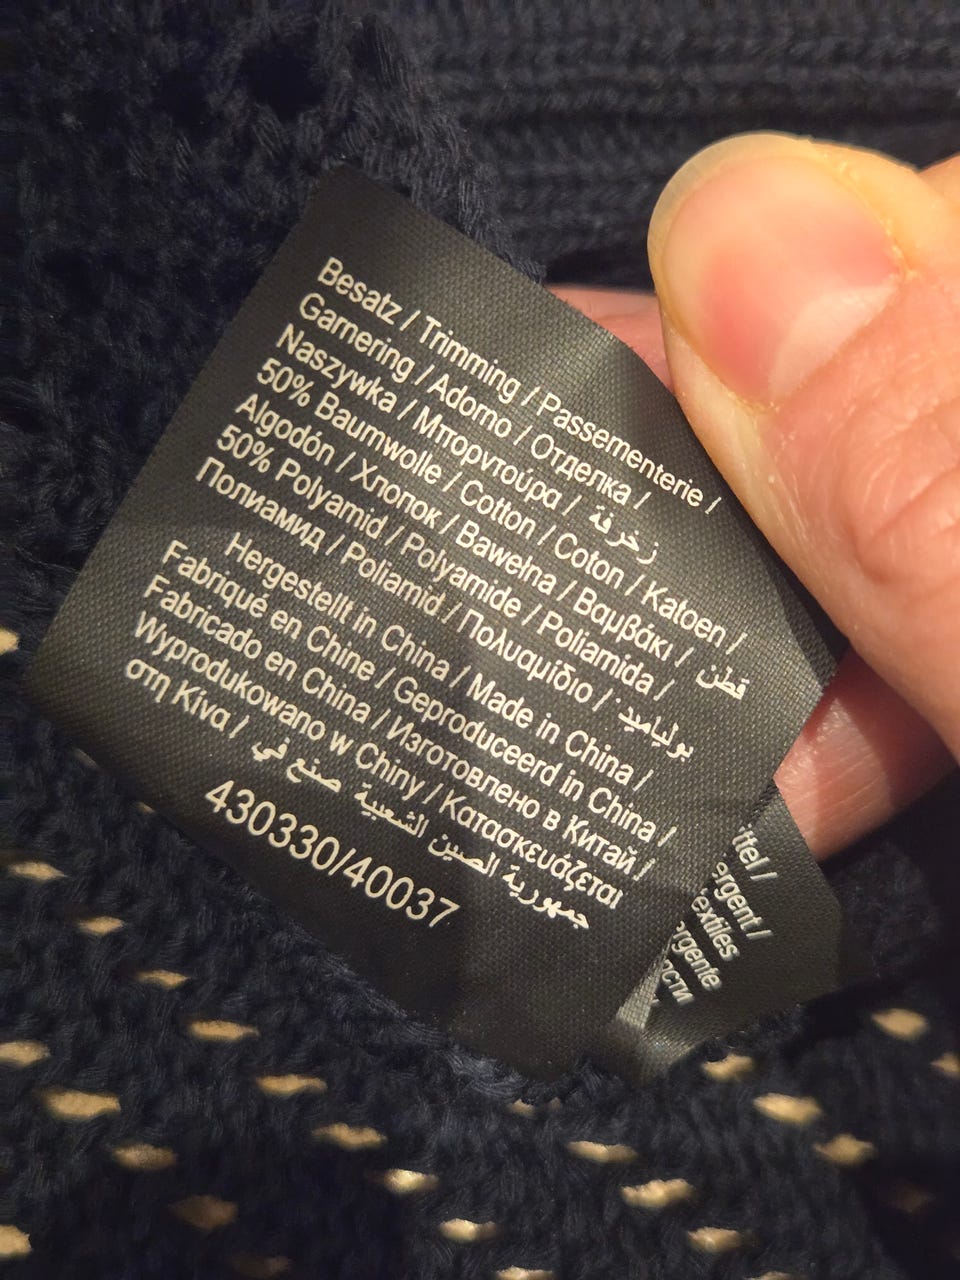 Besatz / Trimming / Passementerie /
Garnering / Adorno / Отделка /
Naszywka / Μπορντούρα / زخرفة
50% Baumwolle / Cotton / Coton / Katoen /
Algodón / Хлопок / Bawełna / Βαμβάκι / قطن
50% Polyamid / Polyamide / Poliamida /
Полиамид / Poliamid / Πολυαμίδιο / بولياميد
Hergestellt in China / Made in China /
Fabriqué en Chine / Geproduceerd in China /
Fabricado en China / Изготовлено в Китай /
Wyprodukowano w Chiny / Κατασκευάζεται
στη Κίνα / صنع في جمهورية الصين الشعبية
430330/40037